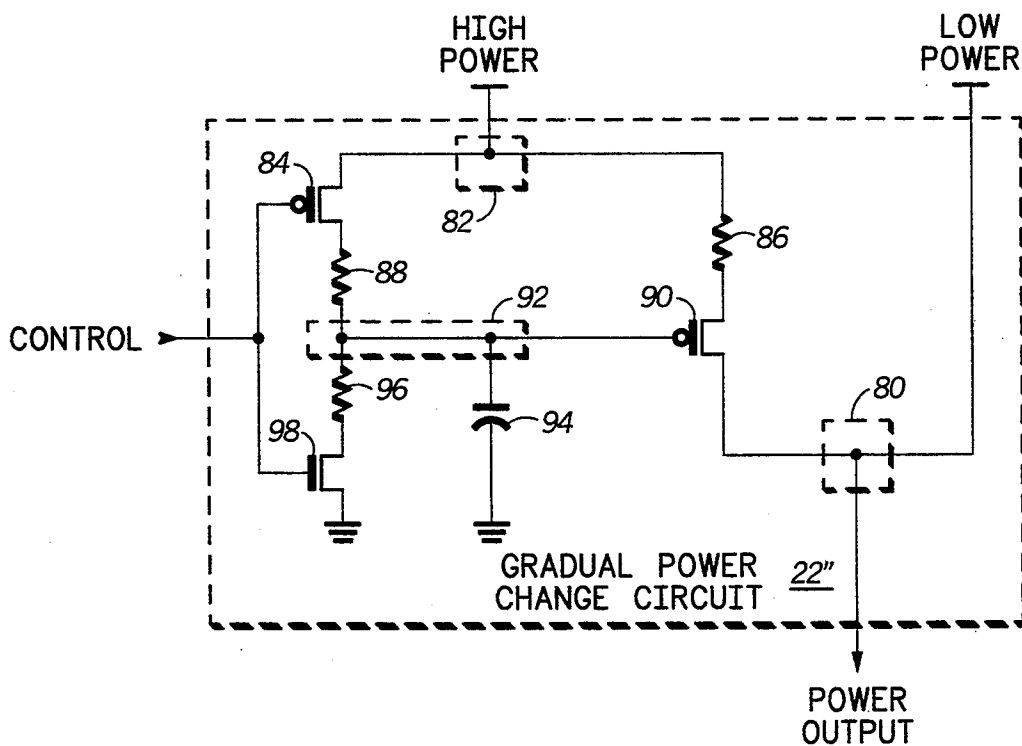 HIGH
POWER
LOW
POWER
84
82
86
88
92
90
CONTROL
96
94
80
98
GRADUAL POWER
CHANGE CIRCUIT
22"
POWER
OUTPUT